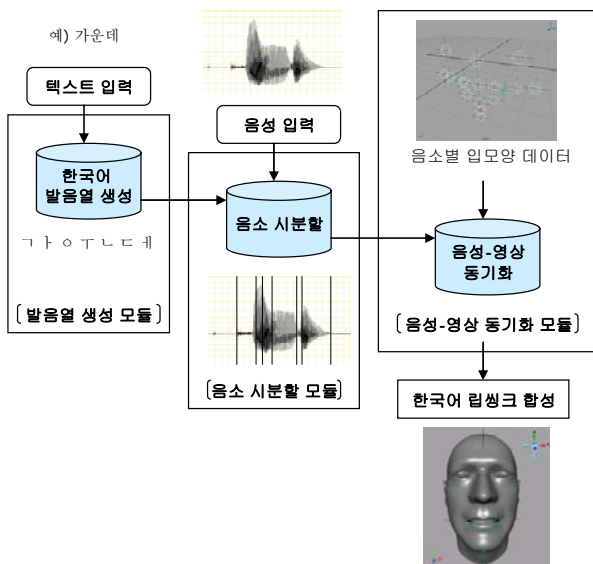 예) 가운데
텍스트 입력
한국어
발음열 생성
ㄱ ㅏ ㅇ ㅜ ㄴ ㄷ ㅔ
[발음열 생성 모듈]
음성 입력
음소 시분할
[음소 시분할 모듈]
음소별 입모양 데이터
음성-영상
동기화
[음성-영상 동기화 모듈]
한국어 립씽크 합성